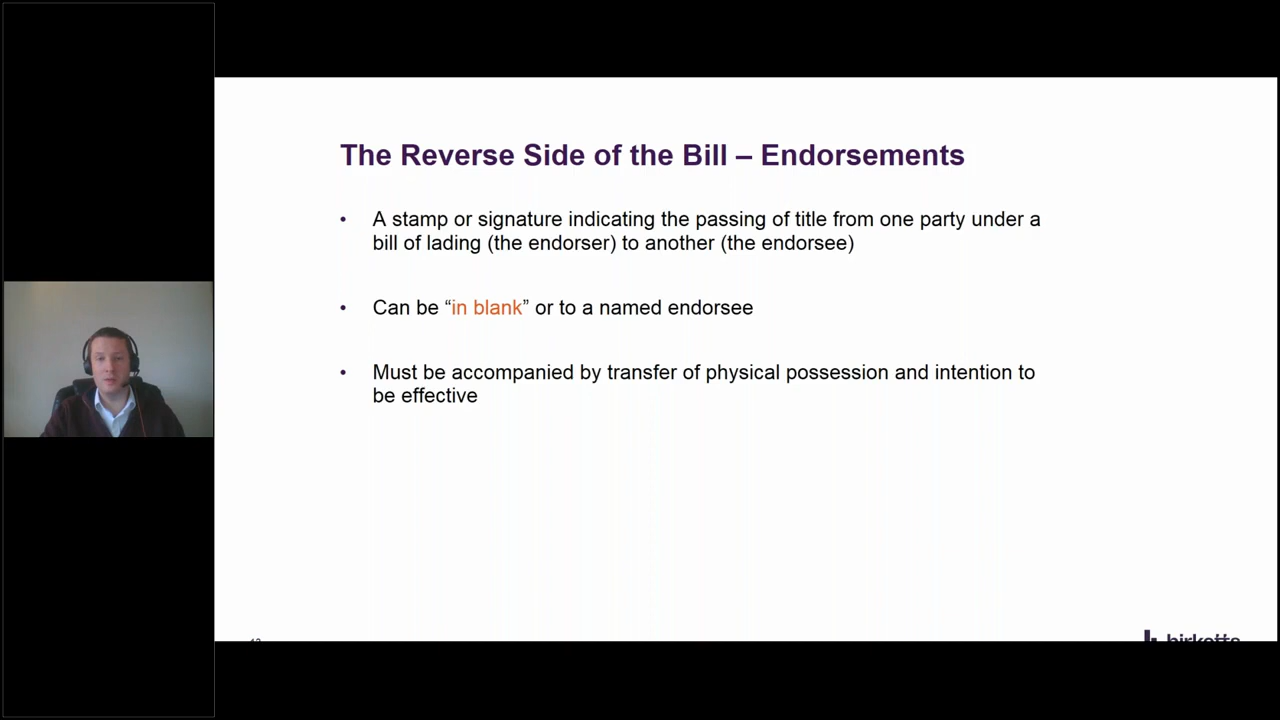 The Reverse Side of the Bill – Endorsements
• A stamp or signature indicating the passing of title from one party under a
bill of lading (the endorser) to another (the endorsee)
• Can be “in blank” or to a named endorsee
• Must be accompanied by transfer of physical possession and intention to
be effective
birketts